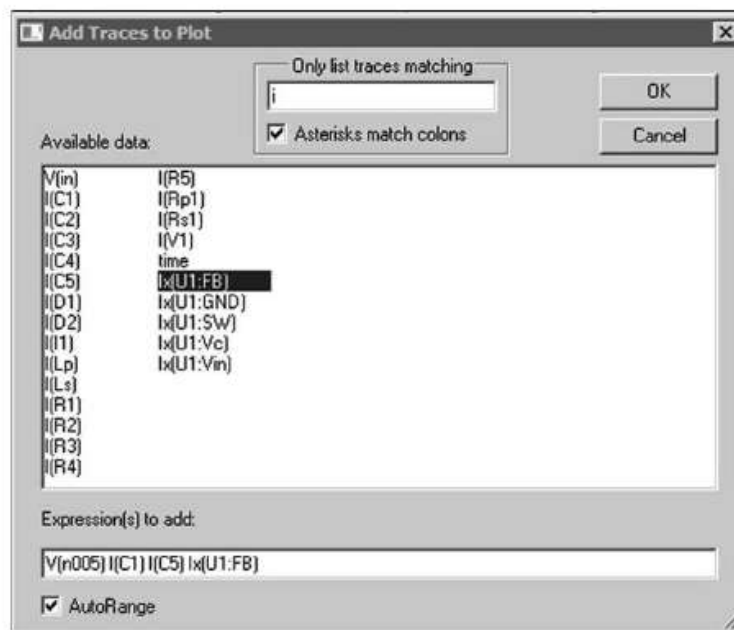 Add Traces to Plot
Only list traces matching
i
Asterisks match colons
OK
Cancel
Available data:
V(in)
I(C1)
I(C2)
I(C3)
I(C4)
I(C5)
I(D1)
I(D2)
I(I1)
I(Lp)
I(Ls)
I(R1)
I(R2)
I(R3)
I(R4)
I(R5)
I(Rp1)
I(Rs1)
I(V1)
time
Ix(U1:FB)
Ix(U1:GND)
Ix(U1:SW)
Ix(U1:Vc)
Ix(U1:Vin)
Expression(s) to add:
V(n005) I(C1) I(C5) Ix(U1:FB)
AutoRange